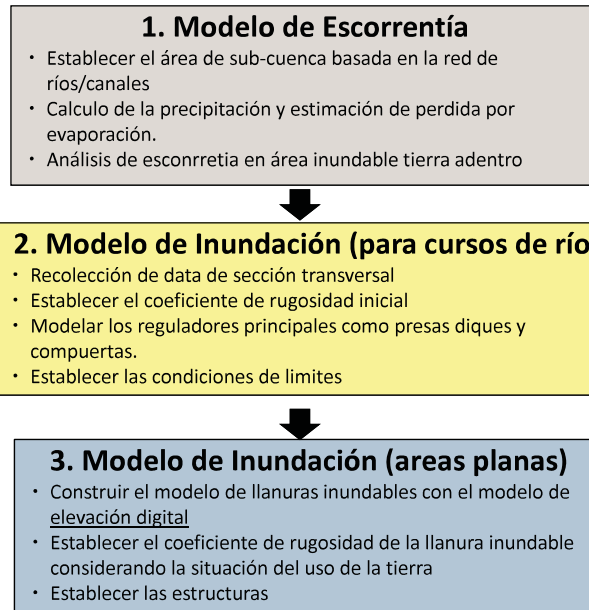 1. Modelo de Escorrentía
• Establecer el área de sub-cuenca basada en la red de
ríos/canales
• Calculo de la precipitación y estimación de perdida por
evaporación.
• Análisis de esconrretia en área inundable tierra adentro
2. Modelo de Inundación (para cursos de río
• Recolección de data de sección transversal
• Establecer el coeficiente de rugosidad inicial
• Modelar los reguladores principales como presas diques y
compuertas.
• Establecer las condiciones de limites
3. Modelo de Inundación (areas planas)
• Construir el modelo de llanuras inundables con el modelo de
elevación digital
• Establecer el coeficiente de rugosidad de la llanura inundable
considerando la situación del uso de la tierra
• Establecer las estructuras